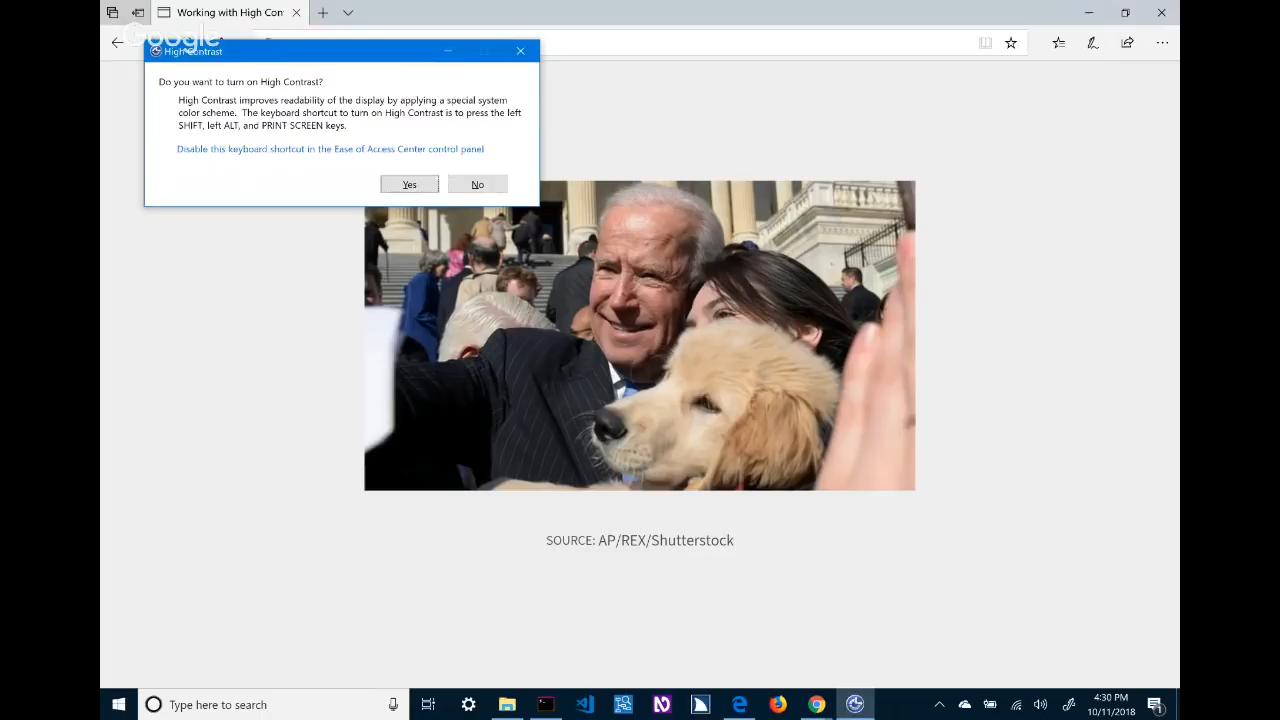 Working with High Con
Google
High Contrast
Do you want to turn on High Contrast?
High Contrast improves readability of the display by applying a special system
color scheme. The keyboard shortcut to turn on High Contrast is to press the left
SHIFT, left ALT, and PRINT SCREEN keys.
Disable this keyboard shortcut in the Ease of Access Center control panel
Yes No
SOURCE: AP/REX/Shutterstock
Type here to search
4:30 PM
10/11/2018
1